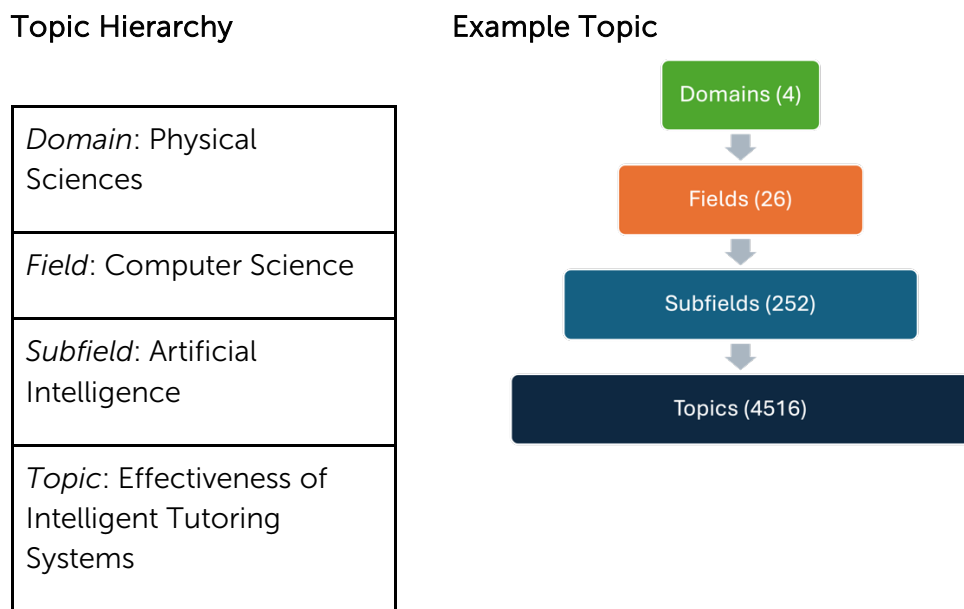 Topic Hierarchy
Domain: Physical
Sciences
Field: Computer Science
Subfield: Artificial
Intelligence
Topic: Effectiveness of
Intelligent Tutoring
Systems
Example Topic
Domains (4)
Fields (26)
Subfields (252)
Topics (4516)